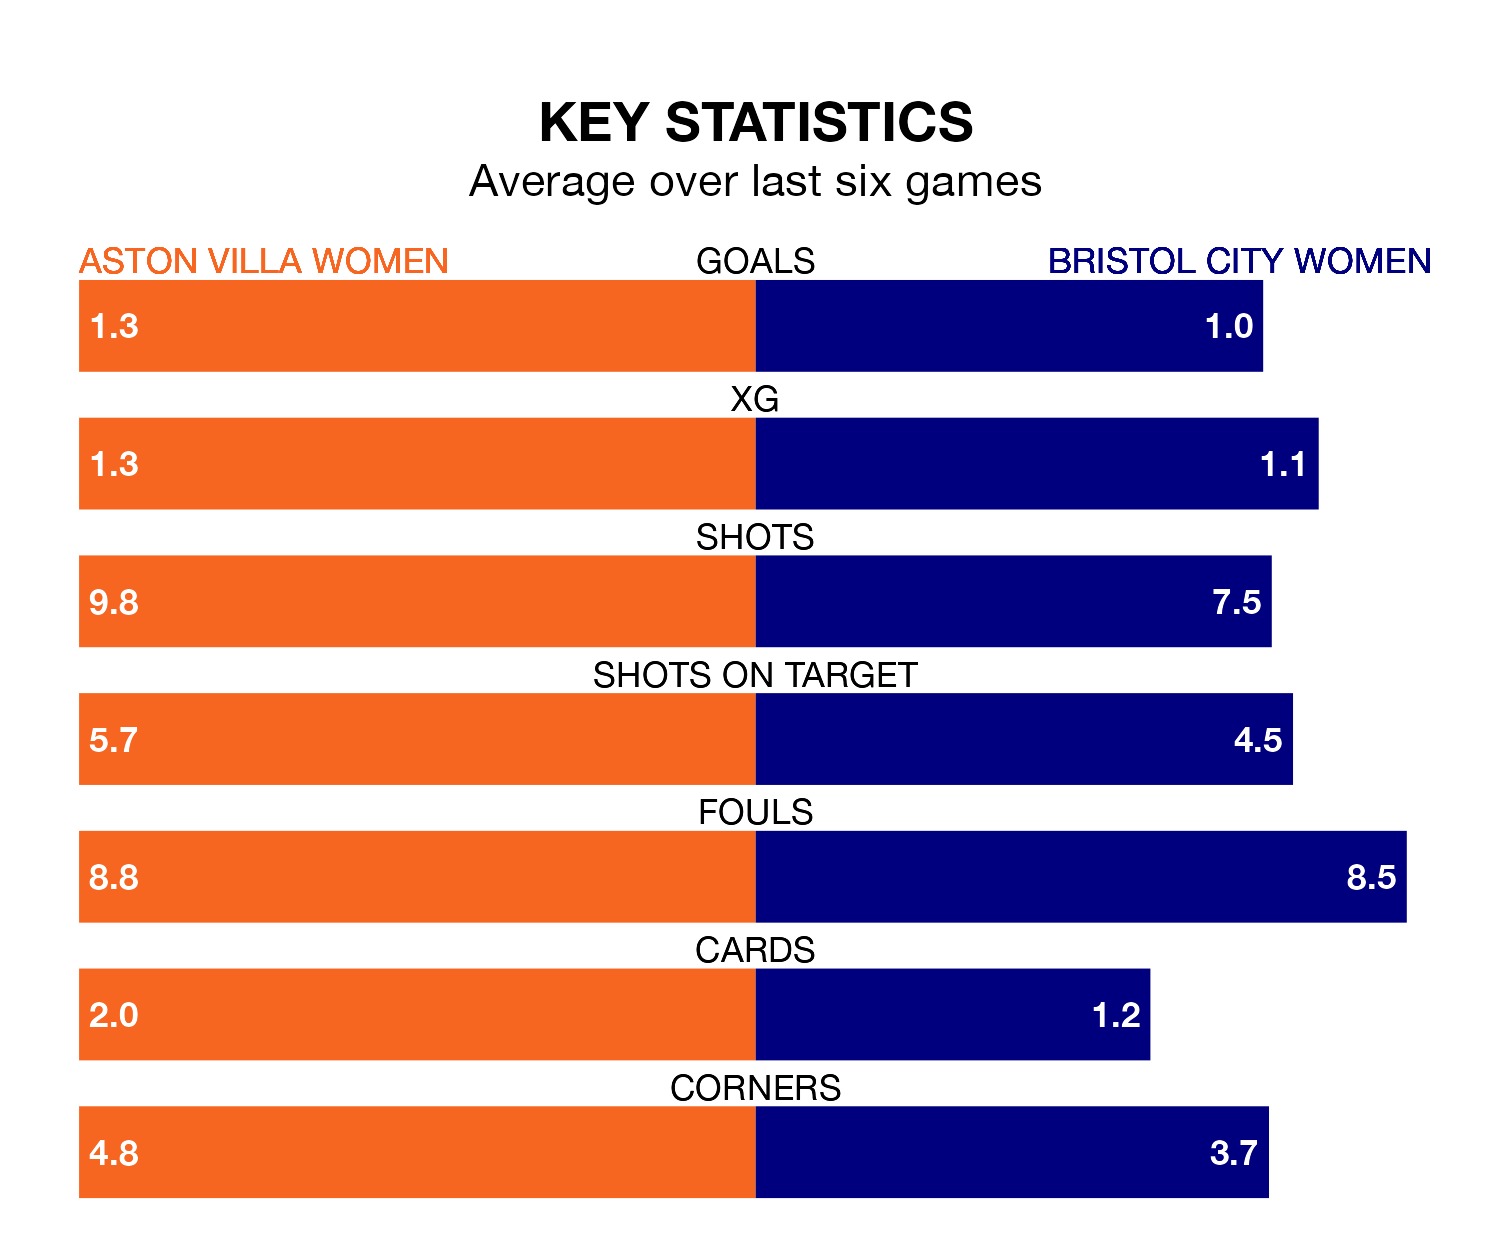 KEY STATISTICS
Average over last six games
ASTON VILLA WOMEN GOALS BRISTOL CITY WOMEN
1.3 1.0
XG
1.3 1.1
SHOTS
9.8 7.5
SHOTS ON TARGET
5.7 4.5
FOULS
8.8 8.5
CARDS
2.0 1.2
CORNERS
4.8 3.7